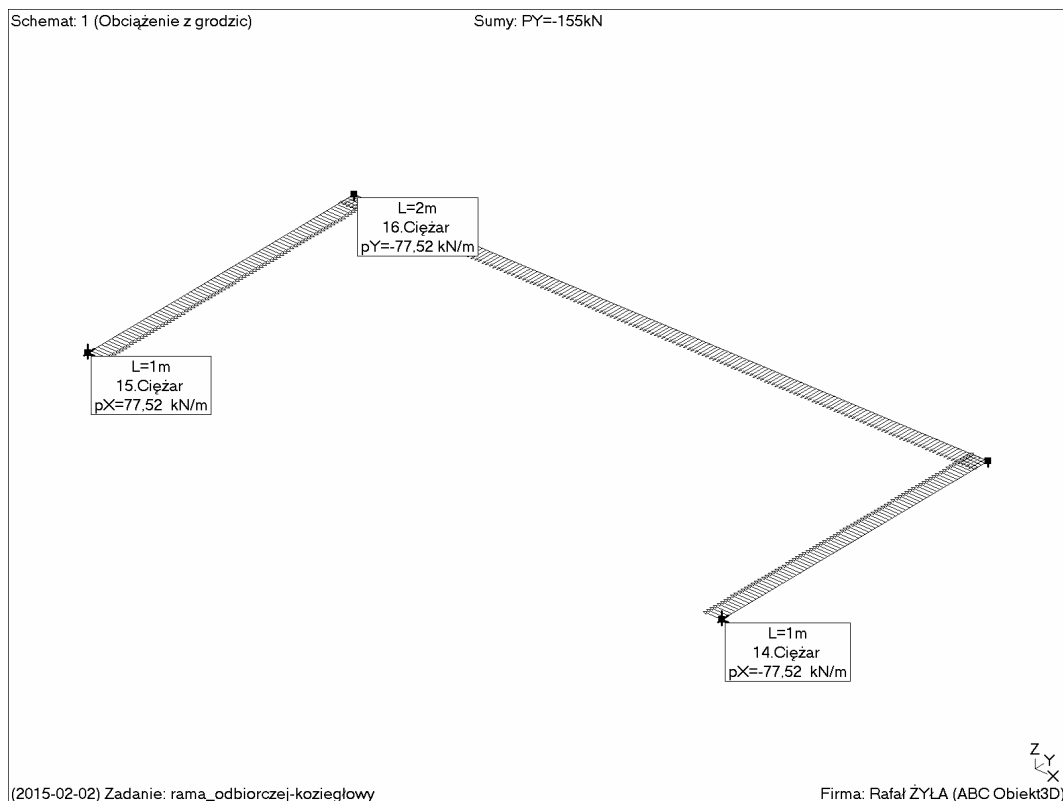 Schemat: 1 (Obciążenie z grodzic)
Sumy: PY=-155kN
L=2m
16.Ciężar
pY=-77,52 kN/m
L=1m
15.Ciężar
pX=77,52 kN/m
L=1m
14.Ciężar
pX=-77,52 kN/m
Z
Y
X
(2015-02-02) Zadanie: rama_odbiorczej-koziegłowy
Firma: Rafał ŻYŁA (ABC Obiekt3D)